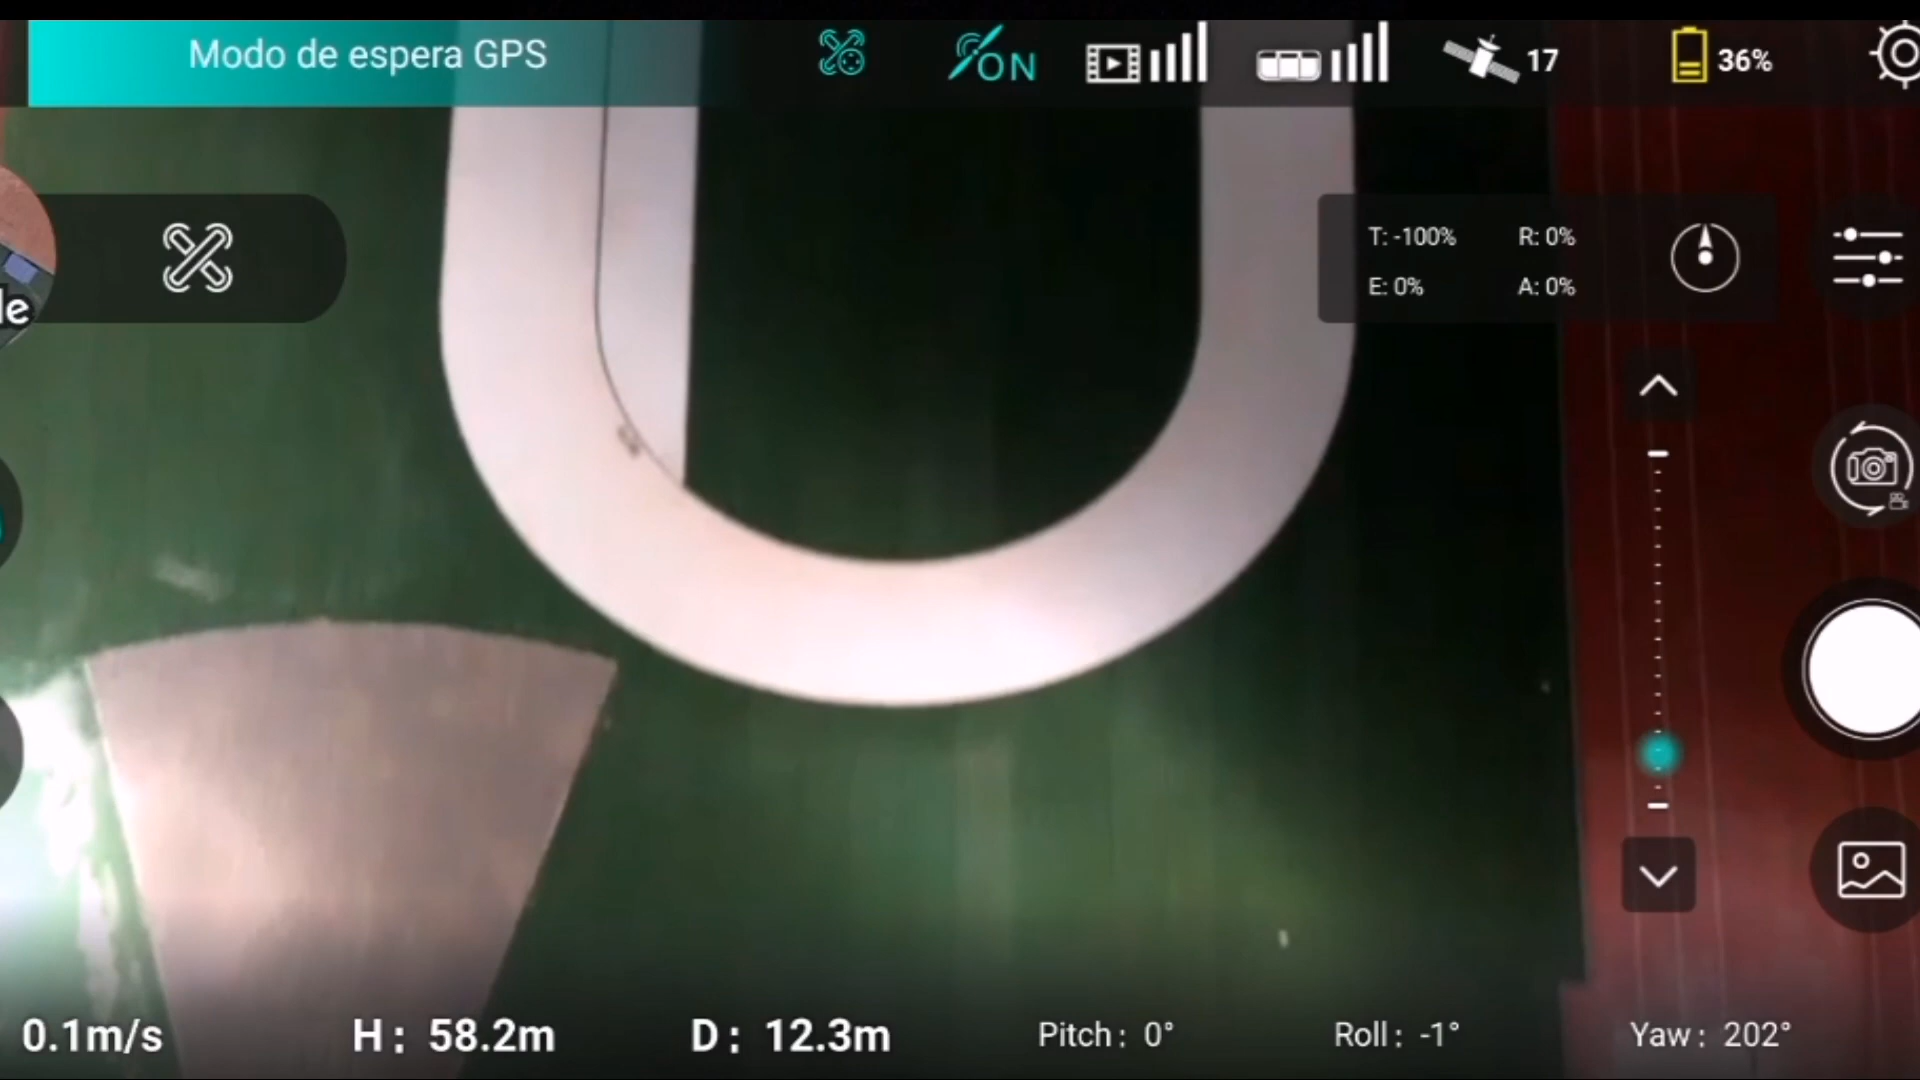 Modo de espera GPS
ON
17
36%
T: -100% R: 0%
E: 0% A: 0%
le
0.1m/s H: 58.2m D: 12.3m Pitch: 0° Roll: -1° Yaw: 202°